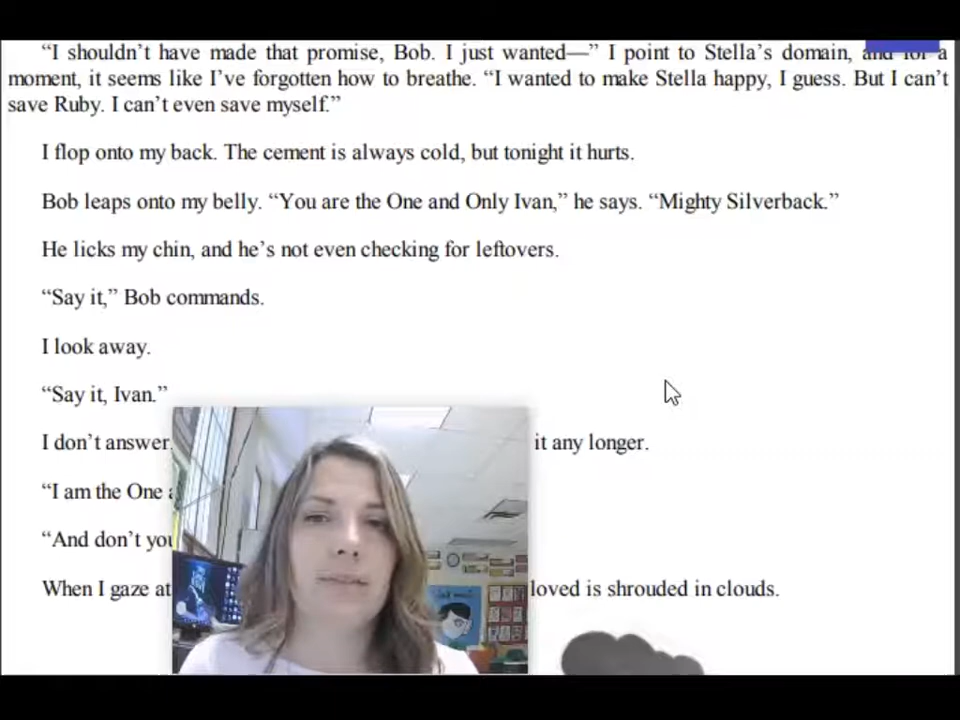 “I shouldn’t have made that promise, Bob. I just wanted—” I point to Stella’s domain, and for a
moment, it seems like I’ve forgotten how to breathe. “I wanted to make Stella happy, I guess. But I can’t
save Ruby. I can’t even save myself.”
I flop onto my back. The cement is always cold, but tonight it hurts.
Bob leaps onto my belly. “You are the One and Only Ivan,” he says. “Mighty Silverback.”
He licks my chin, and he’s not even checking for leftovers.
“Say it,” Bob commands.
I look away.
“Say it, Ivan.”
I don’t answer. it any longer.
“I am the One
“And don’t you
When I gaze at loved is shrouded in clouds.